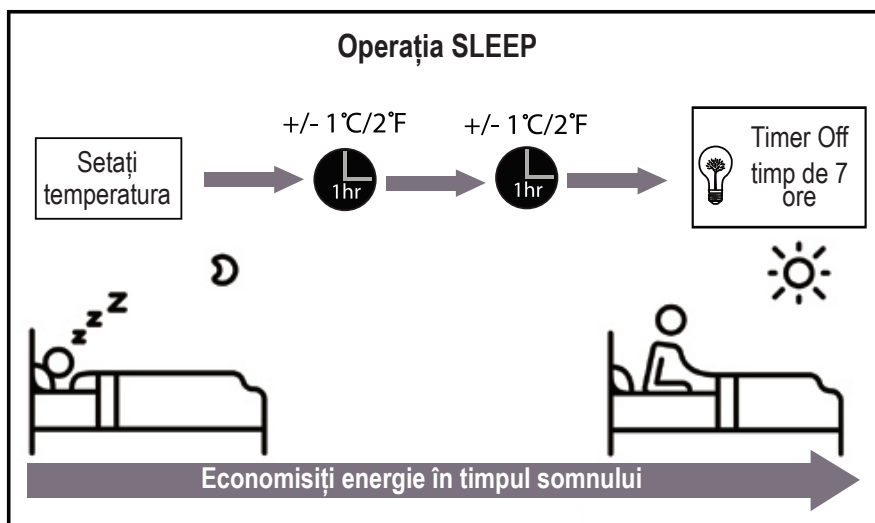 Operația SLEEP
+/- 1°C/2°F
+/- 1°C/2°F
Setați
temperatura
1hr
1hr
Timer Off
timp de 7
ore
z z Z
Economisiți energie în timpul somnului